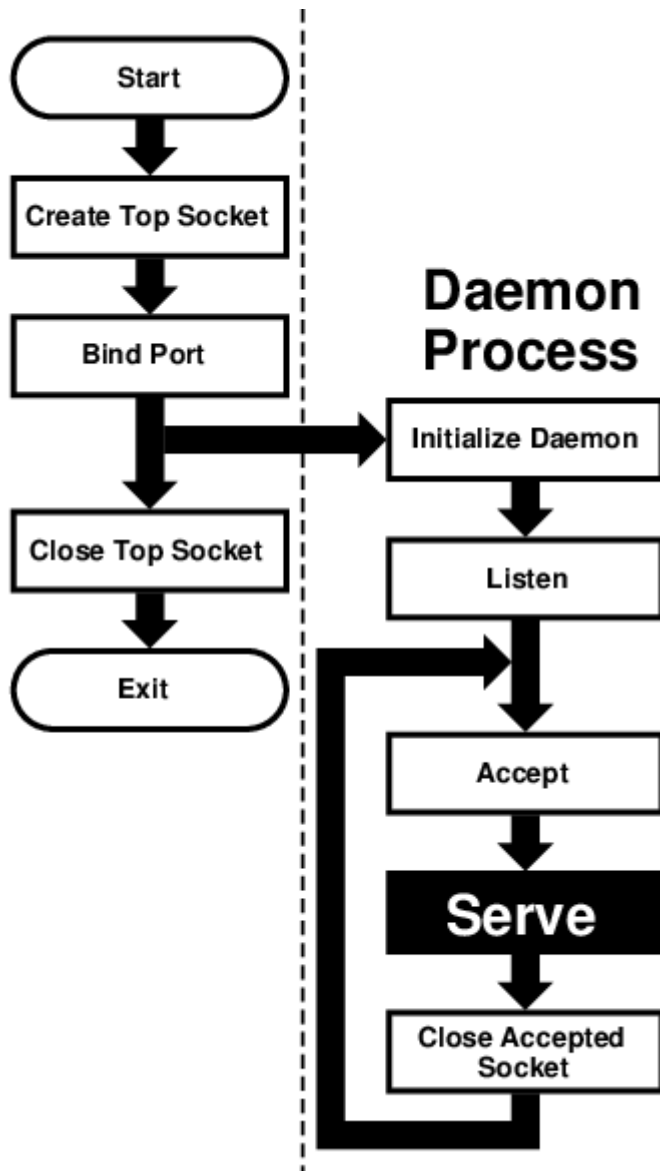 Start
Create Top Socket
Bind Port
Close Top Socket
Exit
Daemon
Process
Initialize Daemon
Listen
Accept
Serve
Close Accepted
Socket